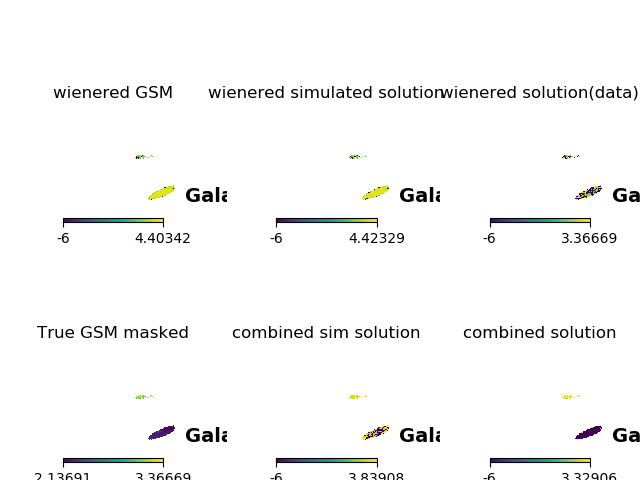 wienered GSM
wienered simulated solution
wienered solution(data)
Gala
Gala
Ga
-6 4.40342
-6 4.42329
-6 3.36669
True GSM masked
combined sim solution
combined solution
Gala
Gala
Ga
2.13691 3.36669
-6 3.83908
-6 3.32906